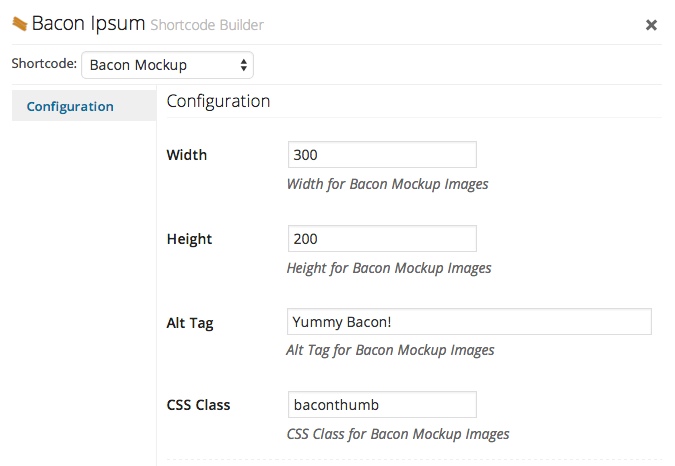 Bacon Ipsum Shortcode Builder
Shortcode: Bacon Mockup
Configuration
Configuration
Width 300
Width for Bacon Mockup Images
Height 200
Height for Bacon Mockup Images
Alt Tag Yummy Bacon!
Alt Tag for Bacon Mockup Images
CSS Class baconthumb
CSS Class for Bacon Mockup Images